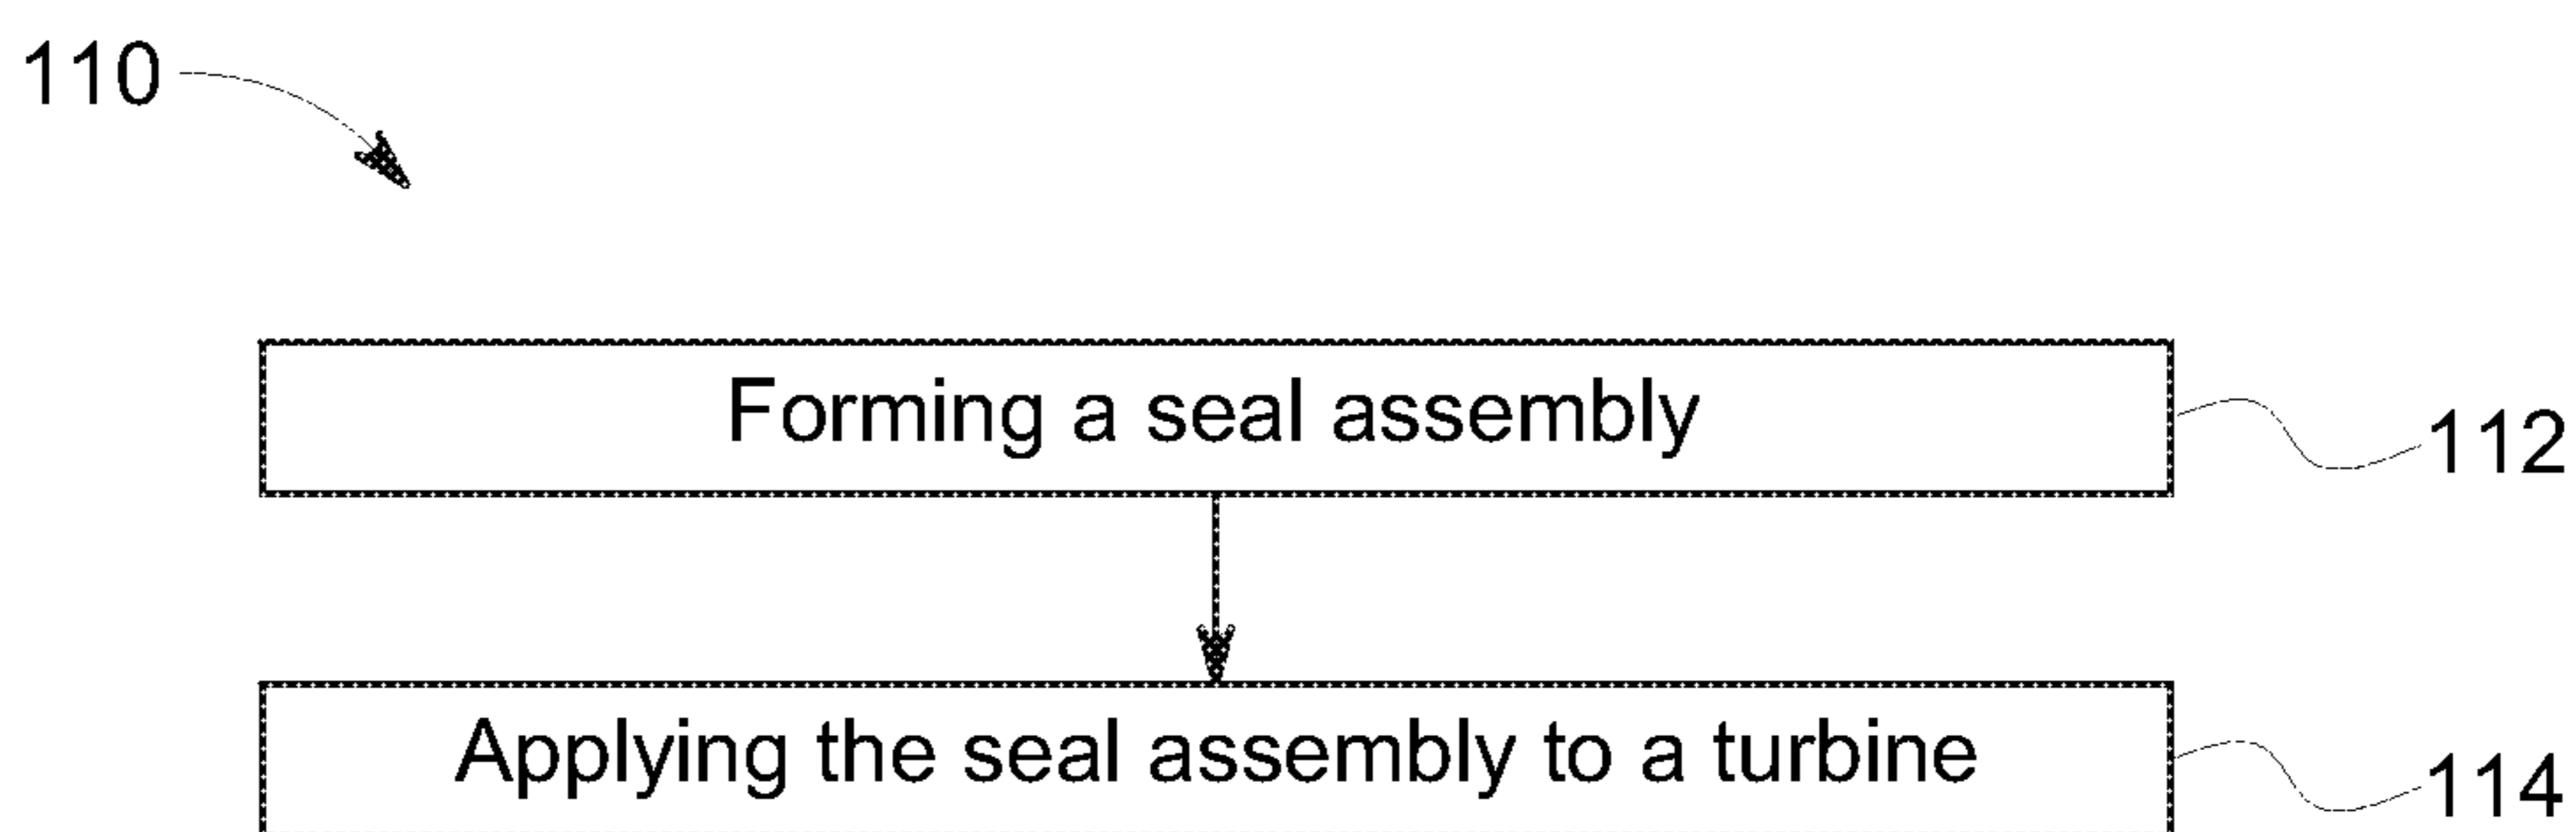 110
Forming a seal assembly
112
Applying the seal assembly to a turbine
114